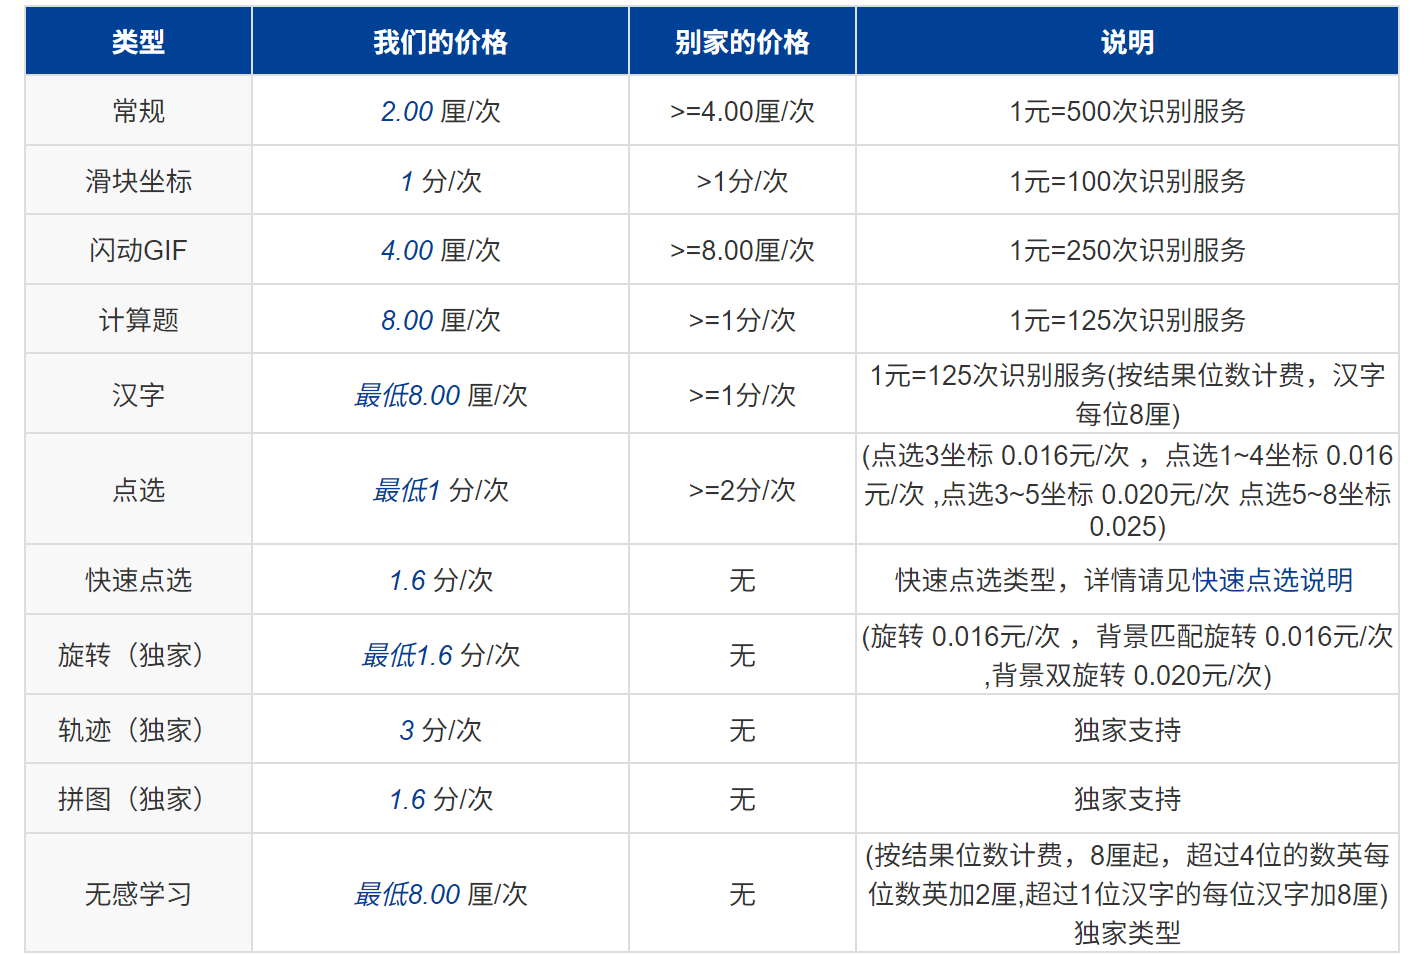 类型 我们的价格 别家的价格 说明
常规 2.00 厘/次 >=4.00厘/次 1元=500次识别服务
滑块坐标 1 分/次 >1分/次 1元=100次识别服务
闪动GIF 4.00 厘/次 >=8.00厘/次 1元=250次识别服务
计算题 8.00 厘/次 >=1分/次 1元=125次识别服务
汉字 最低8.00 厘/次 >=1分/次 1元=125次识别服务(按结果位数计费，汉字
每位8厘)
点选 最低1 分/次 >=2分/次 (点选3坐标 0.016元/次 ，点选1~4坐标 0.016
元/次 ,点选3~5坐标 0.020元/次 点选5~8坐标
0.025)
快速点选 1.6 分/次 无 快速点选类型，详情请见快速点选说明
旋转（独家） 最低1.6 分/次 无 (旋转 0.016元/次 ，背景匹配旋转 0.016元/次
,背景双旋转 0.020元/次)
轨迹（独家） 3 分/次 无 独家支持
拼图（独家） 1.6 分/次 无 独家支持
无感学习 最低8.00 厘/次 无 (按结果位数计费，8厘起，超过4位的数英每
位数英加2厘,超过1位汉字的每位汉字加8厘)
独家类型